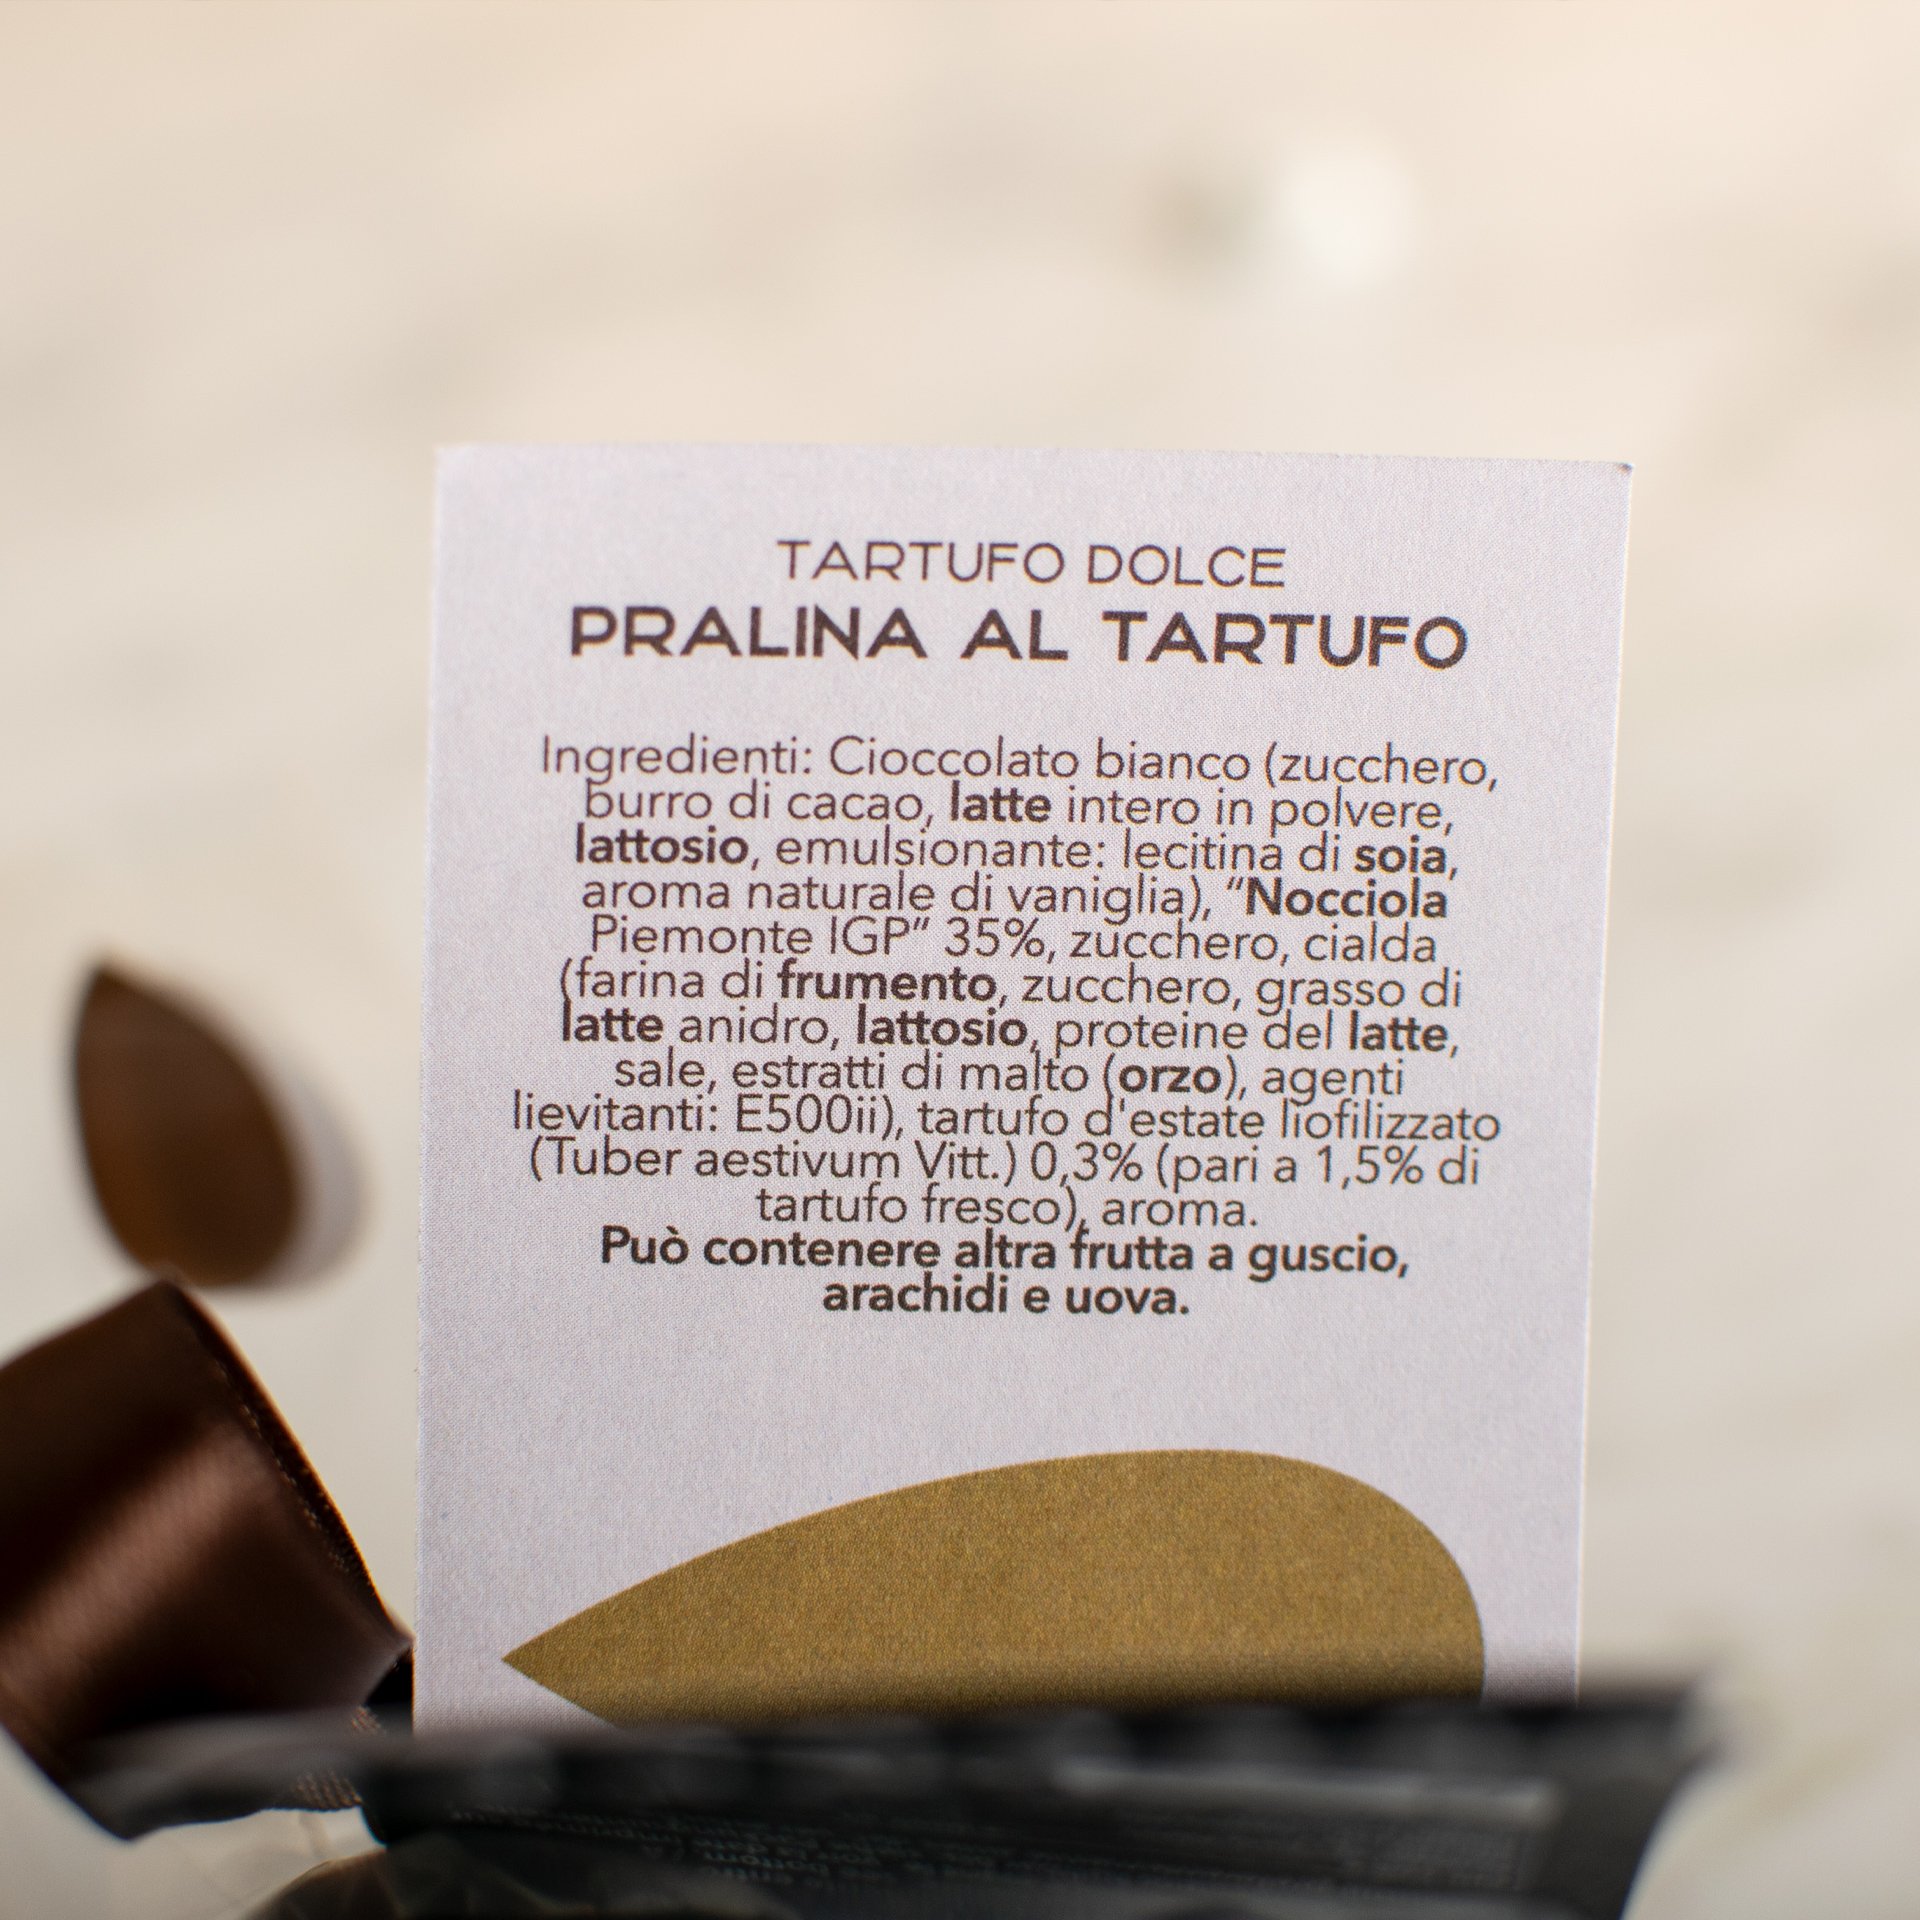 TARTUFO DOLCE
PRALINA AL TARTUFO
Ingredienti: Cioccolato bianco (zucchero,
burro di cacao, latte intero in polvere,
lattosio, emulsionante: lecitina di soia,
aroma naturale di vaniglia), “Nocciola
Piemonte IGP” 35%, zucchero, cialda
(farina di frumento, zucchero, grasso di
latte anidro, lattosio, proteine del latte,
sale, estratti di malto (orzo), agenti
lievitanti: E500ii), tartufo d'estate liofilizzato
(Tuber aestivum Vitt.) 0,3% (pari a 1,5% di
tartufo fresco), aroma.
Può contenere altra frutta a guscio,
arachidi e uova.